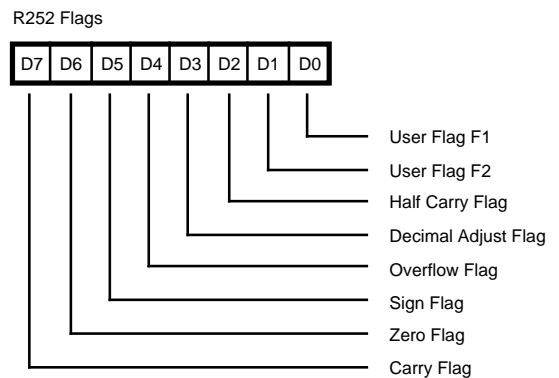 R252 Flags
D7 D6 D5 D4 D3 D2 D1 D0
User Flag F1
User Flag F2
Half Carry Flag
Decimal Adjust Flag
Overflow Flag
Sign Flag
Zero Flag
Carry Flag